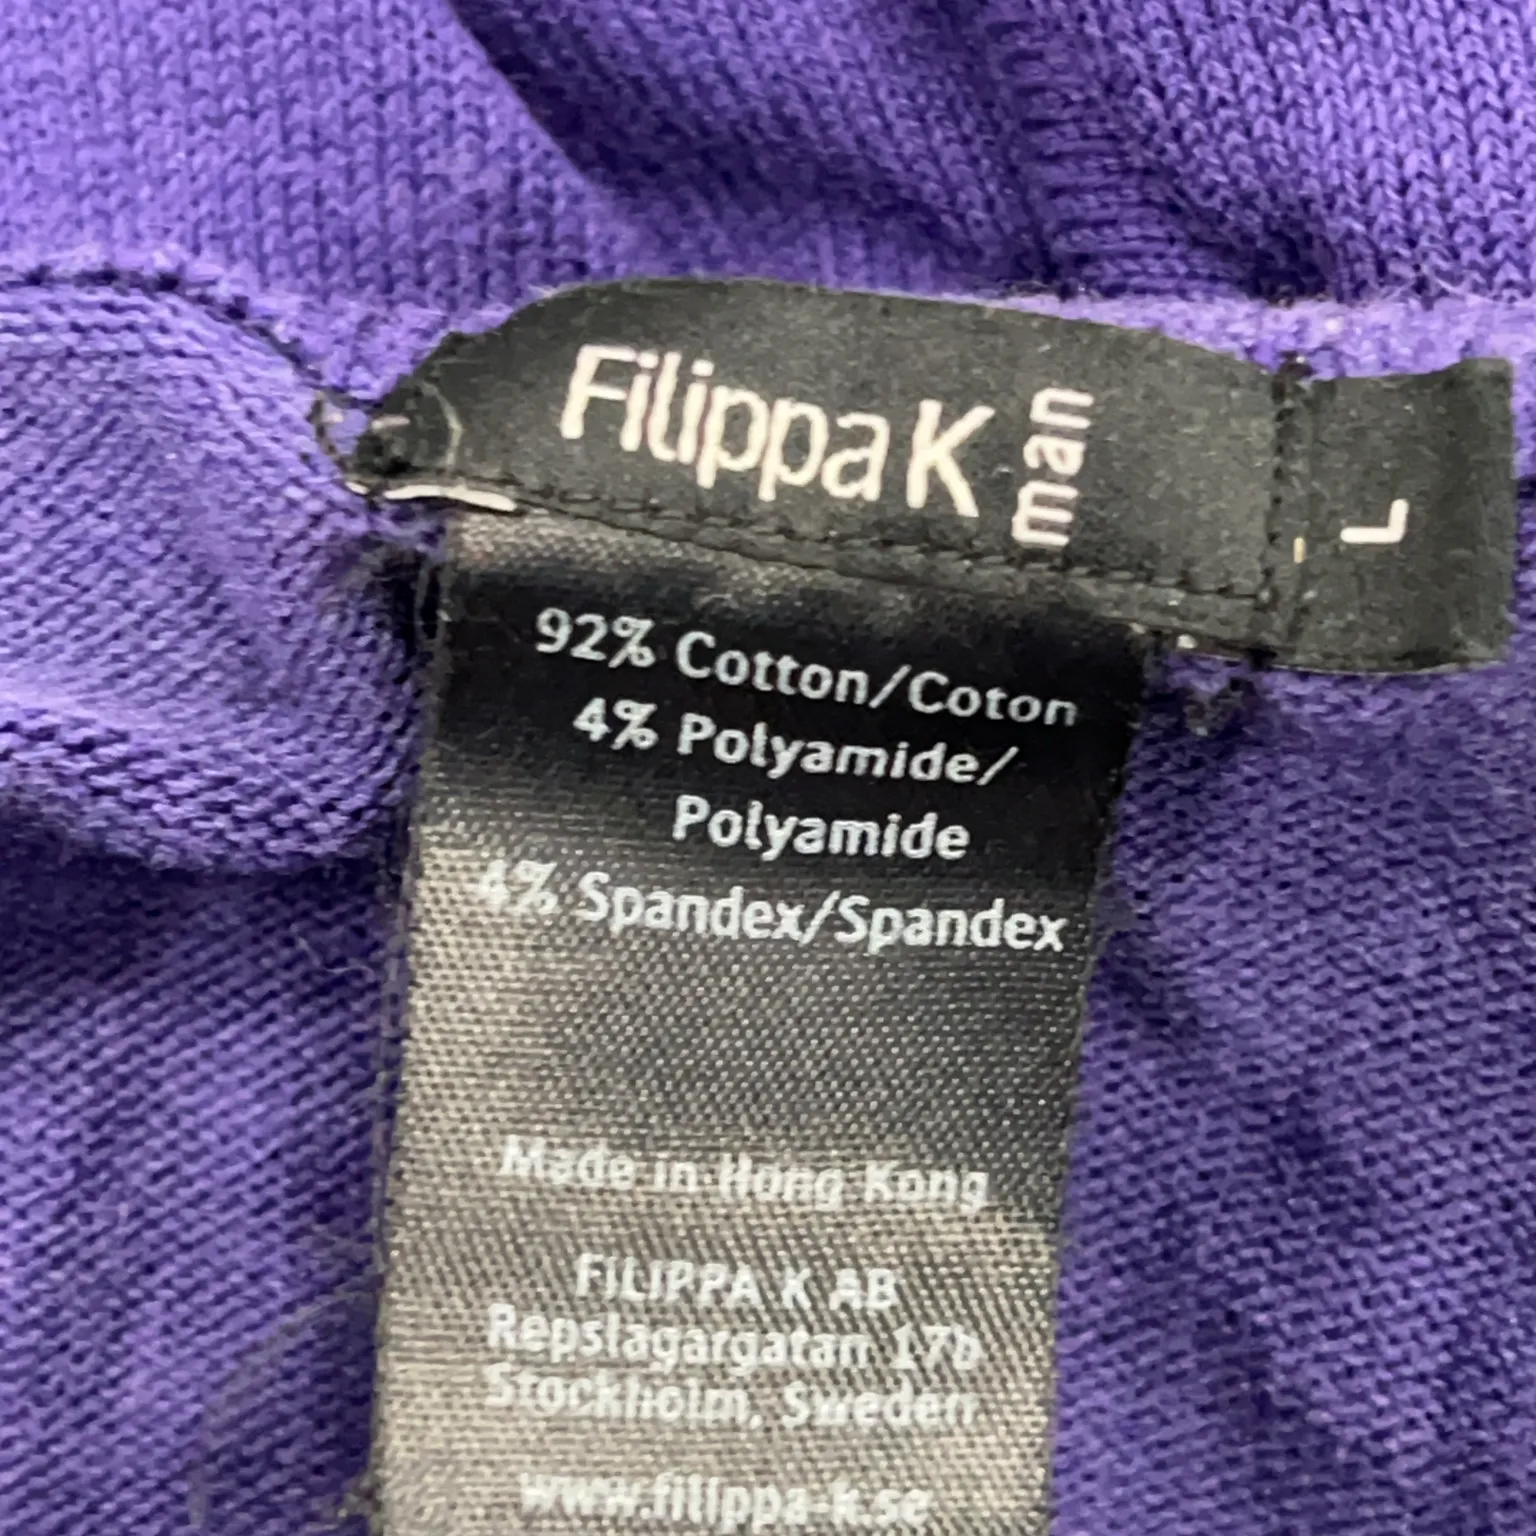 Filippa K man
L
92% Cotton/Coton
4% Polyamide/
Polyamide
4% Spandex/Spandex
Made in Hong Kong
FILIPPA K AB
Repslagargatan 17b
Stockholm, Sweden
www.filippa-k.se